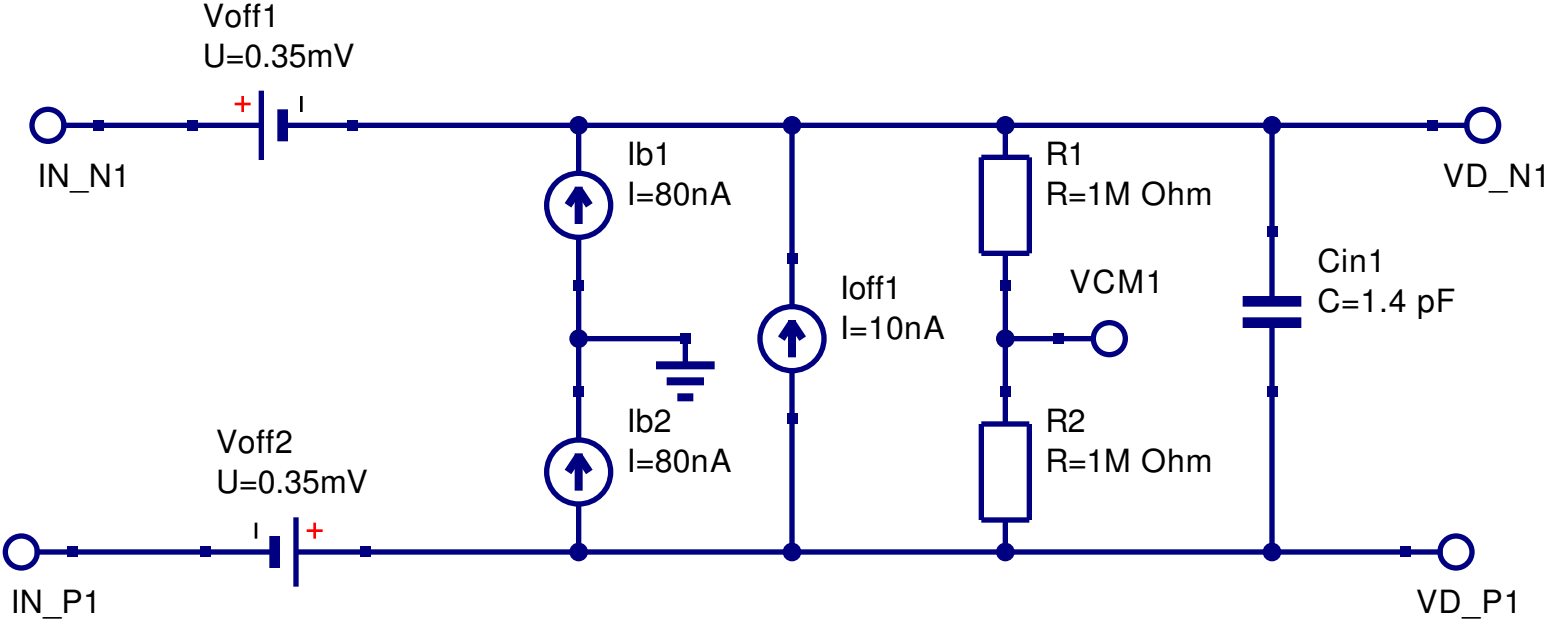 Voff1
U=0.35mV
+
IN_N1
Ib1
I=80nA
R1
R=1M Ohm
VD_N1
Ioff1
I=10nA
VCM1
Cin1
C=1.4 pF
Voff2
U=0.35mV
+
Ib2
I=80nA
R2
R=1M Ohm
IN_P1
VD_P1